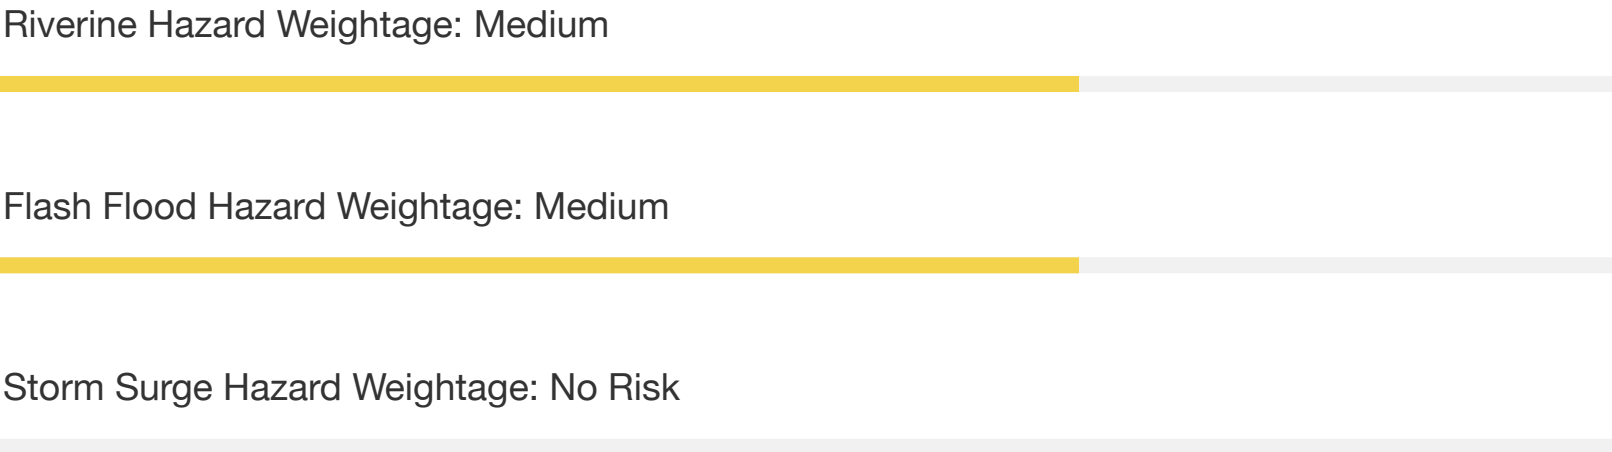 Riverine Hazard Weightage: Medium
Flash Flood Hazard Weightage: Medium
Storm Surge Hazard Weightage: No Risk